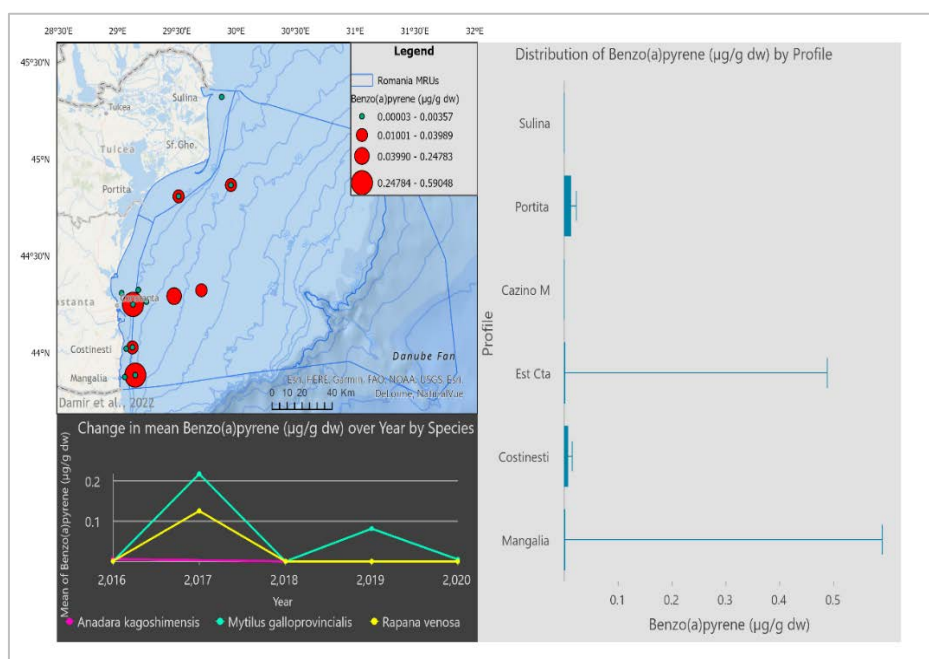 28°30'E 29°E 29°30'E 30°E 30°30'E 31°E 31°30'E 32°E
45°30'N
45°N
44°30'N
44°N
Legend
Romania MRUs
Benzo(a)pyrene (µg/g dw)
0.00003 - 0.00357
0.01001 - 0.03989
0.03990 - 0.24783
0.24784 - 0.59048
Sulina
Tulcea
Tulcea
Sf.Ghe.
Portita
Constanta
Costinesti
Mangalia
Danube Fan
Esri, HERE, Garmin, FAO, NOAA, USGS, Esri,
DeLorme, NaturalVue
0 10 20 40 Km
Damir et al., 2022
Change in mean Benzo(a)pyrene (µg/g dw) over Year by Species
Mean of Benzo(a)pyrene (µg/g dw)
0.2
0.1
2,016 2,017 2,018 2,019 2,020
Year
Anadara kagoshimensis Mytilus galloprovincialis Rapana venosa
Distribution of Benzo(a)pyrene (µg/g dw) by Profile
Profile
Sulina
Portita
Cazino M
Est Cta
Costinesti
Mangalia
0.1 0.2 0.3 0.4 0.5
Benzo(a)pyrene (µg/g dw)